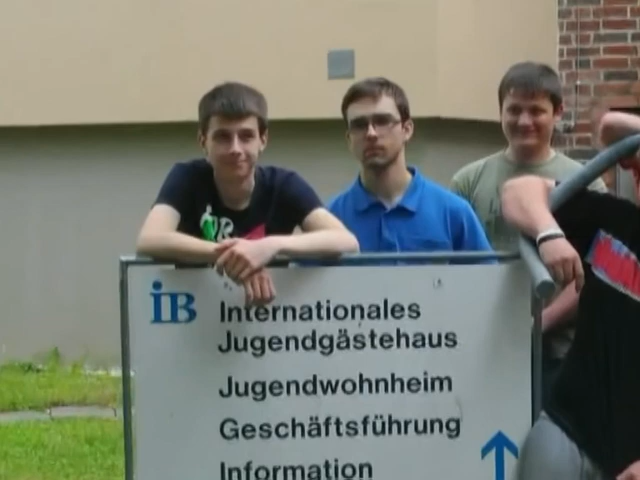 iB Internationales
Jugendgästehaus
Jugendwohnheim
Geschäftsführung
Information